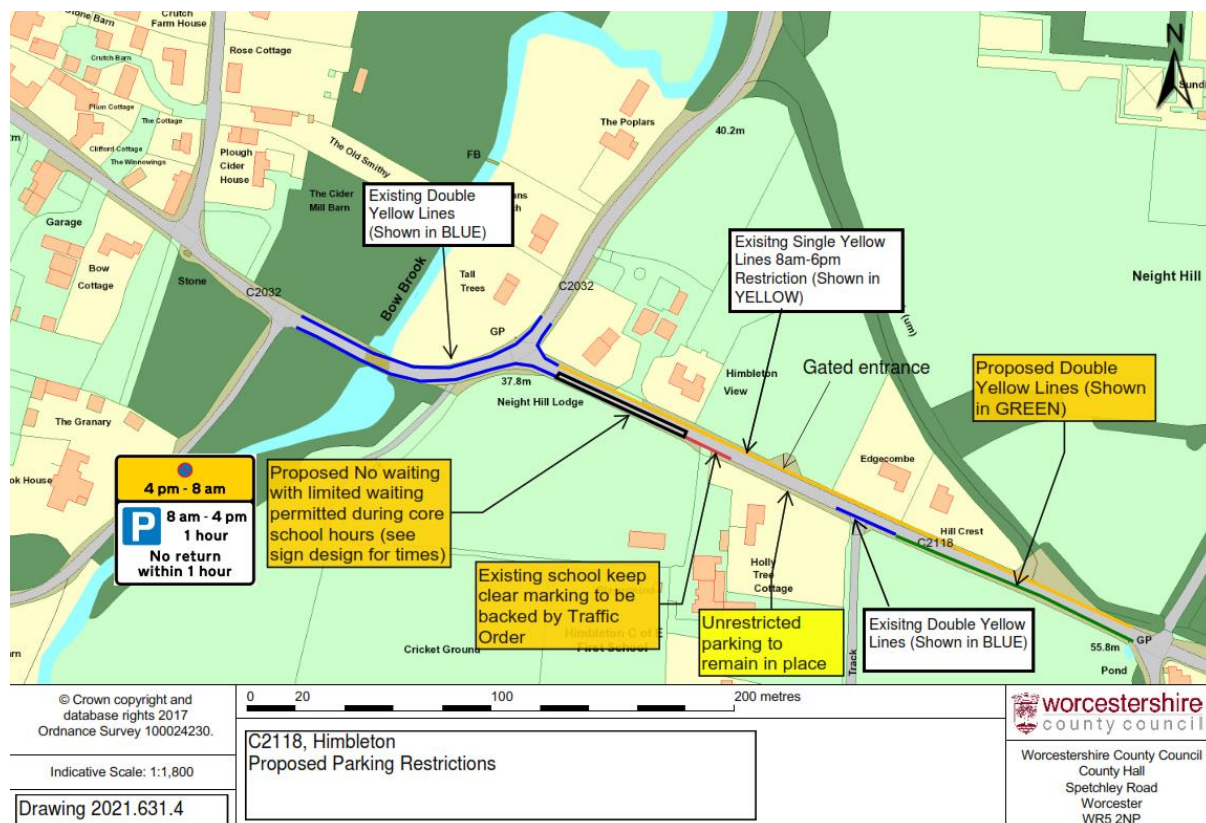 Stone Barn
Crutch
Farm House
Crutch Barn
Rose Cottage
Plum Cottage
The Cottage
Clifford Cottage
The Winnowings
Plough
Cider
House
The Old Smithy
FB
The Poplars
40.2m
N
Garage
Bow
Cottage
Stone
C2032
The Cider
Mill Barn
Existing Double
Yellow Lines
(Shown in BLUE)
Bow Brook
Tall
Trees
GP
C2032
37.8m
Neight Hill Lodge
Exisitng Single Yellow
Lines 8am-6pm
Restriction (Shown in
YELLOW)
(um)
Neight Hill
Himbleton
View
Gated entrance
Proposed Double
Yellow Lines (Shown
in GREEN)
Edgecombe
Hill Crest
C2118
The Granary
ok House
4 pm - 8 am
P 8 am - 4 pm
1 hour
No return
within 1 hour
Proposed No waiting
with limited waiting
permitted during core
school hours (see
sign design for times)
Existing school keep
clear marking to be
backed by Traffic
Order
Holly
Tree
Cottage
Unrestricted
parking to
remain in place
Track
Exisitng Double Yellow
Lines (Shown in BLUE)
GP
55.8m
Pond
Cricket Ground
Himbleton C of E
First School
© Crown copyright and
database rights 2017
Ordnance Survey 100024230.
Indicative Scale: 1:1,800
Drawing 2021.631.4
0 20 100 200 metres
C2118, Himbleton
Proposed Parking Restrictions
worcestershire
county council
Worcestershire County Council
County Hall
Spetchley Road
Worcester
WR5 2NP